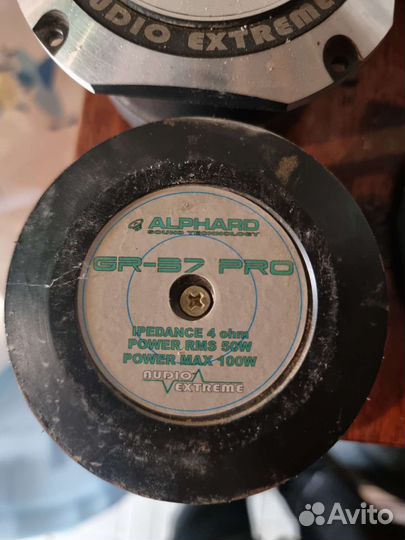 AUDIO EXTREME
ALPHARD
SOUND TECHNOLOGY
GR-37 PRO
IPEDANCE 4 ohm
POWER RMS 50W
POWER MAX 100W
AUDIO
EXTREME
Avito